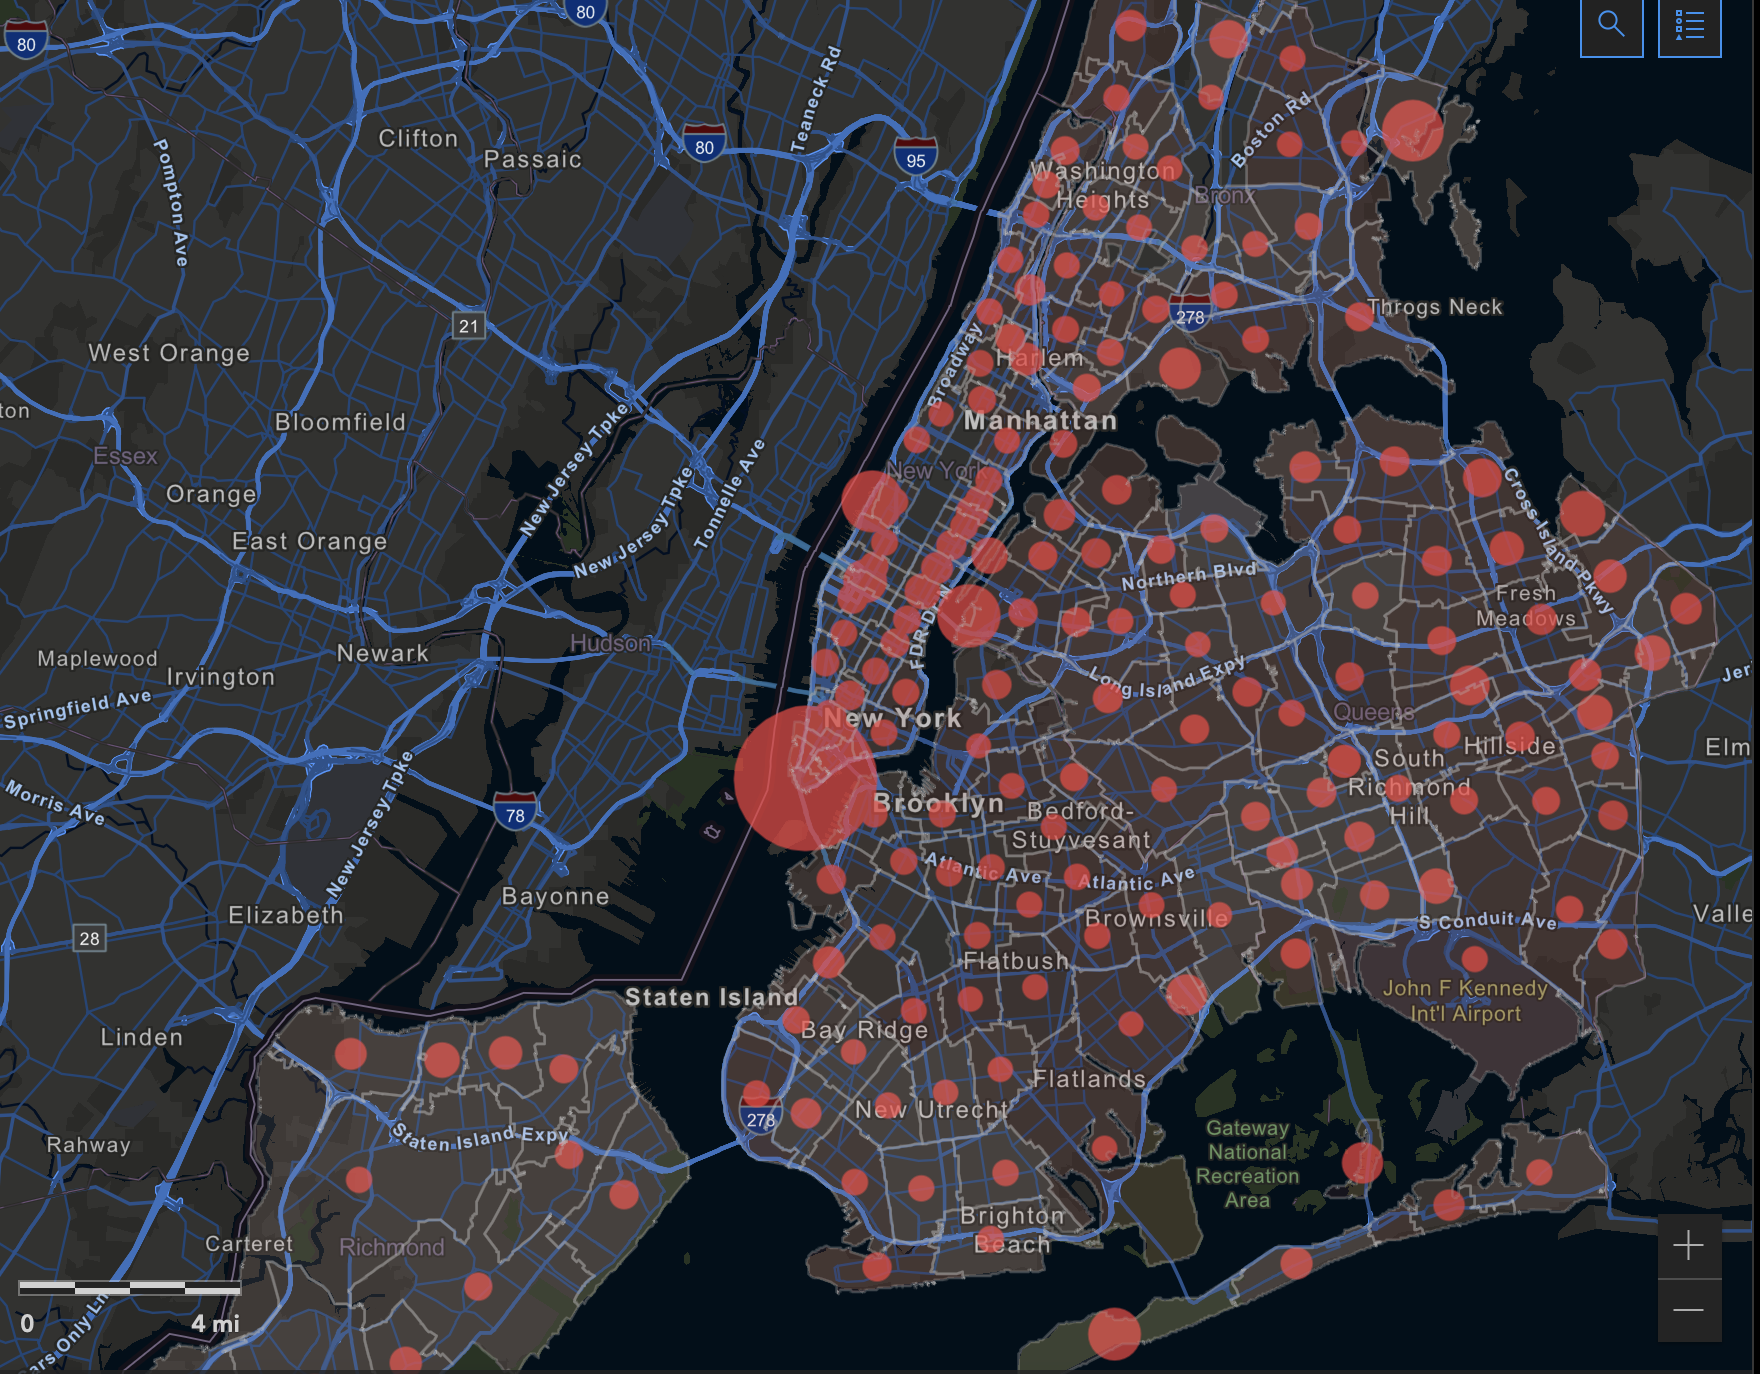 80
80
Clifton
Passaic
80
Teaneck Rd
95
Pompton Ave
Boston Rd
Washington
Heights
Bronx
21
278
Throgs Neck
West Orange
Broadway
Harlem
ton
Bloomfield
New Jersey Tpke
Manhattan
Essex
New York
Orange
New Jersey Tpke
Tonnelle Ave
Cross Island Pkwy
East Orange
Northern Blvd
Fresh
Meadows
FDR Dr N
Hudson
Newark
Maplewood
Irvington
Long Island Expy
Jer
Springfield Ave
New York
Queens
Elm
Hillside
South
Richmond
Hill
Morris Ave
New Jersey Tpke
78
Brooklyn
Bedford-
Stuyvesant
Atlantic Ave
Atlantic Ave
Bayonne
Elizabeth
Brownsville
S Conduit Ave
Valle
28
Flatbush
Staten Island
John F Kennedy
Int'l Airport
Linden
Bay Ridge
Flatlands
New Utrecht
278
Staten Island Expy
Rahway
Gateway
National
Recreation
Area
Brighton
Beach
Carteret
Richmond
0
4 mi
ars Only Ln